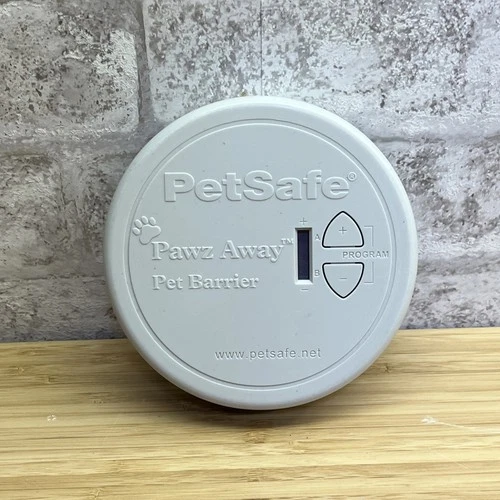 PetSafe®
Pawz Away™
Pet Barrier
+
A
+
PROGRAM
B
−
−
www.petsafe.net